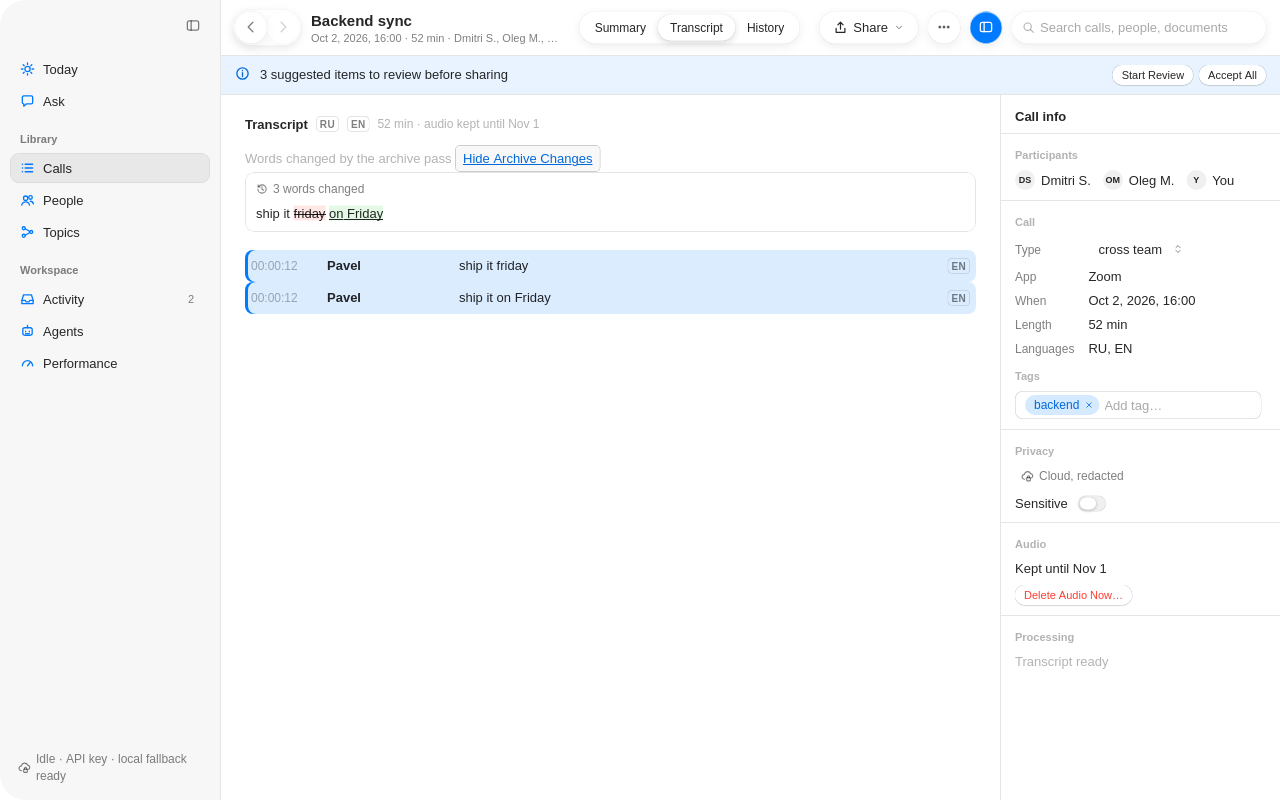 Backend sync
Oct 2, 2026, 16:00 · 52 min · Dmitri S., Oleg M., …
Summary
Transcript
History
Share
Search calls, people, documents
Today
Ask
Library
Calls
People
Topics
Workspace
Activity 2
Agents
Performance
Idle · API key · local fallback
ready
3 suggested items to review before sharing
Start Review
Accept All
Transcript RU EN 52 min · audio kept until Nov 1
Words changed by the archive pass Hide Archive Changes
3 words changed
ship it friday on Friday
00:00:12 Pavel ship it friday EN
00:00:12 Pavel ship it on Friday EN
Call info
Participants
DS Dmitri S. OM Oleg M. Y You
Call
Type cross team
App Zoom
When Oct 2, 2026, 16:00
Length 52 min
Languages RU, EN
Tags
backend × Add tag…
Privacy
Cloud, redacted
Sensitive
Audio
Kept until Nov 1
Delete Audio Now…
Processing
Transcript ready